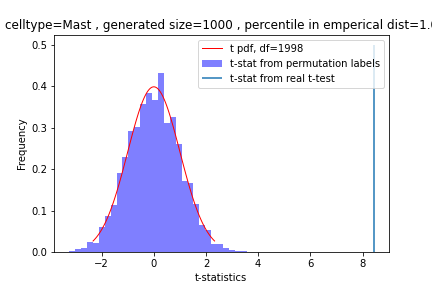 celltype=Mast , generated size=1000 , percentile in emperical dist=1.0
0.5
0.4
0.3
0.2
0.1
0.0
Frequency
t pdf, df=1998
t-stat from permutation labels
t-stat from real t-test
−2
0
2
4
6
8
t-statistics